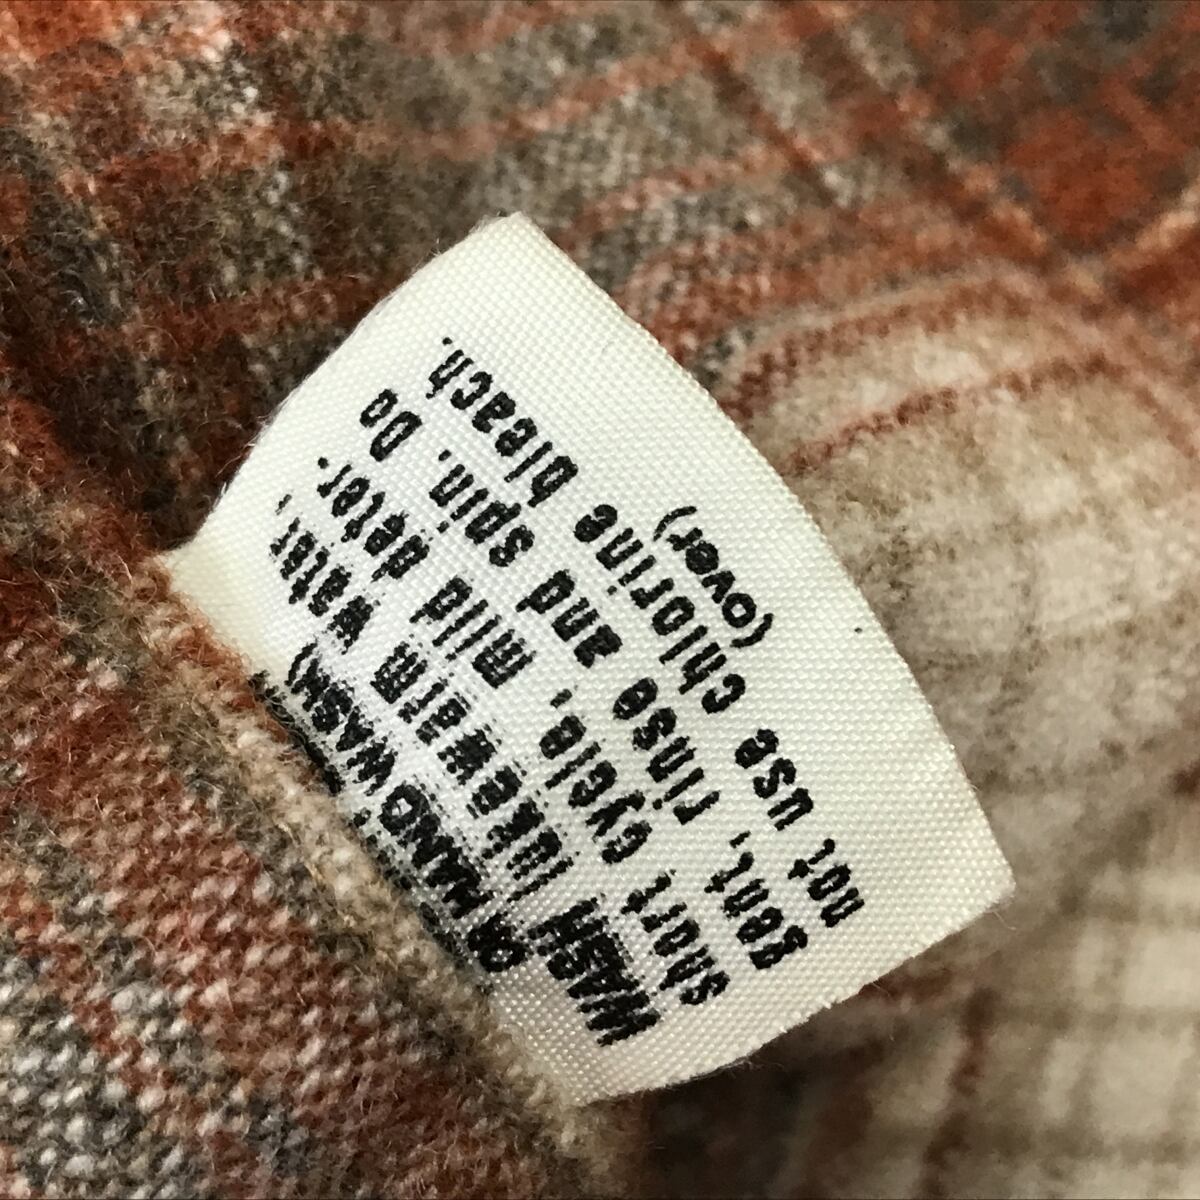 OR HAND WASH)
WASH lukewarm water,
short cycle, mild deter-
gent, rinse and spin. Do
not use chlorine bleach.
(over)